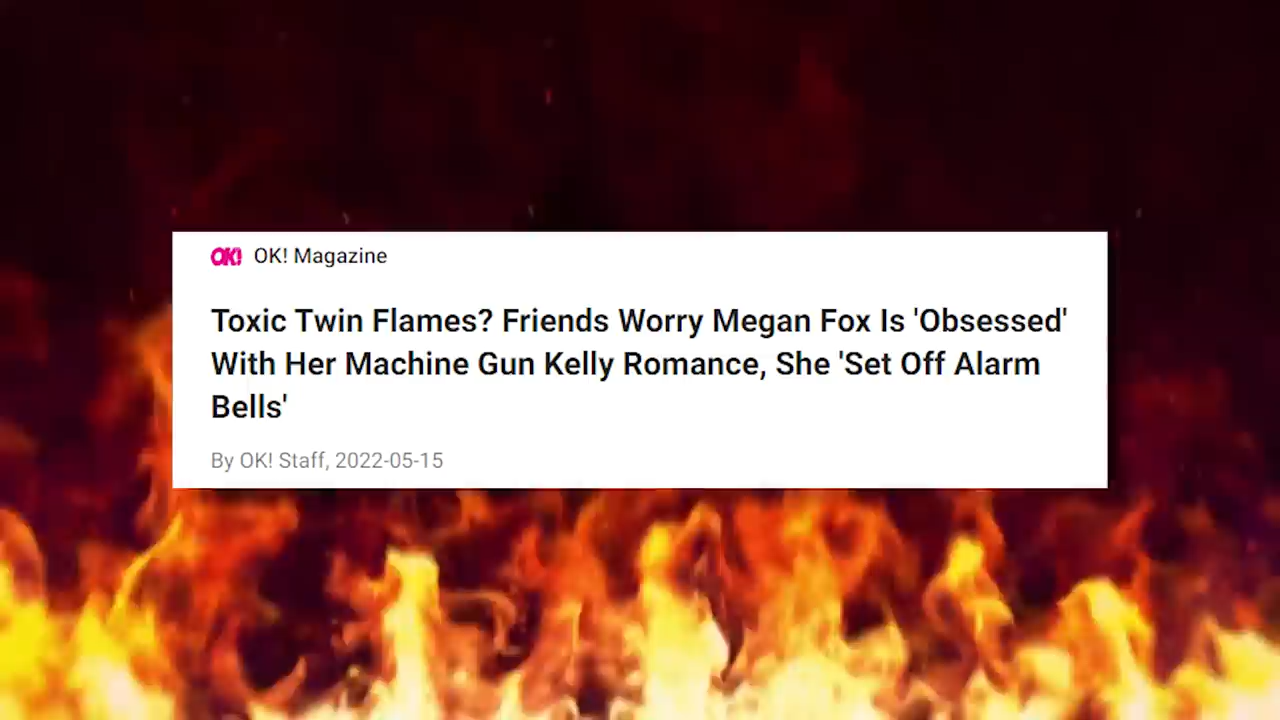 OK! OK! Magazine
Toxic Twin Flames? Friends Worry Megan Fox Is 'Obsessed'
With Her Machine Gun Kelly Romance, She 'Set Off Alarm
Bells'
By OK! Staff, 2022-05-15